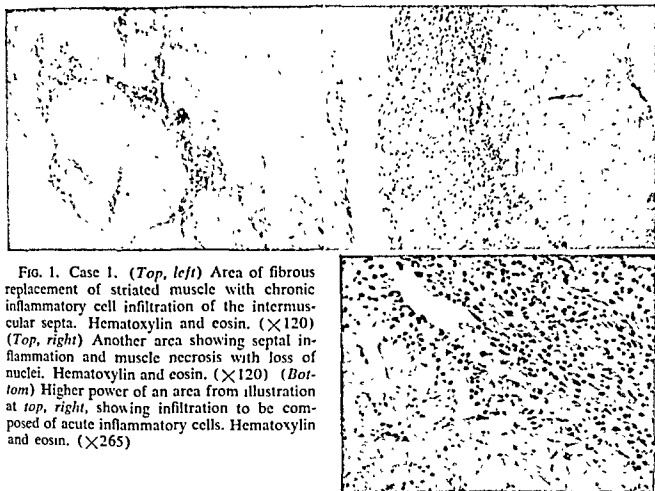 FIG. 1. Case 1. (Top, left) Area of fibrous
replacement of striated muscle with chronic
inflammatory cell infiltration of the intermus-
cular septa. Hematoxylin and eosin. (×120)
(Top, right) Another area showing septal in-
flammation and muscle necrosis with loss of
nuclei. Hematoxylin and eosin. (×120) (Bot-
tom) Higher power of an area from illustration
at top, right, showing infiltration to be com-
posed of acute inflammatory cells. Hematoxylin
and eosin. (×265)